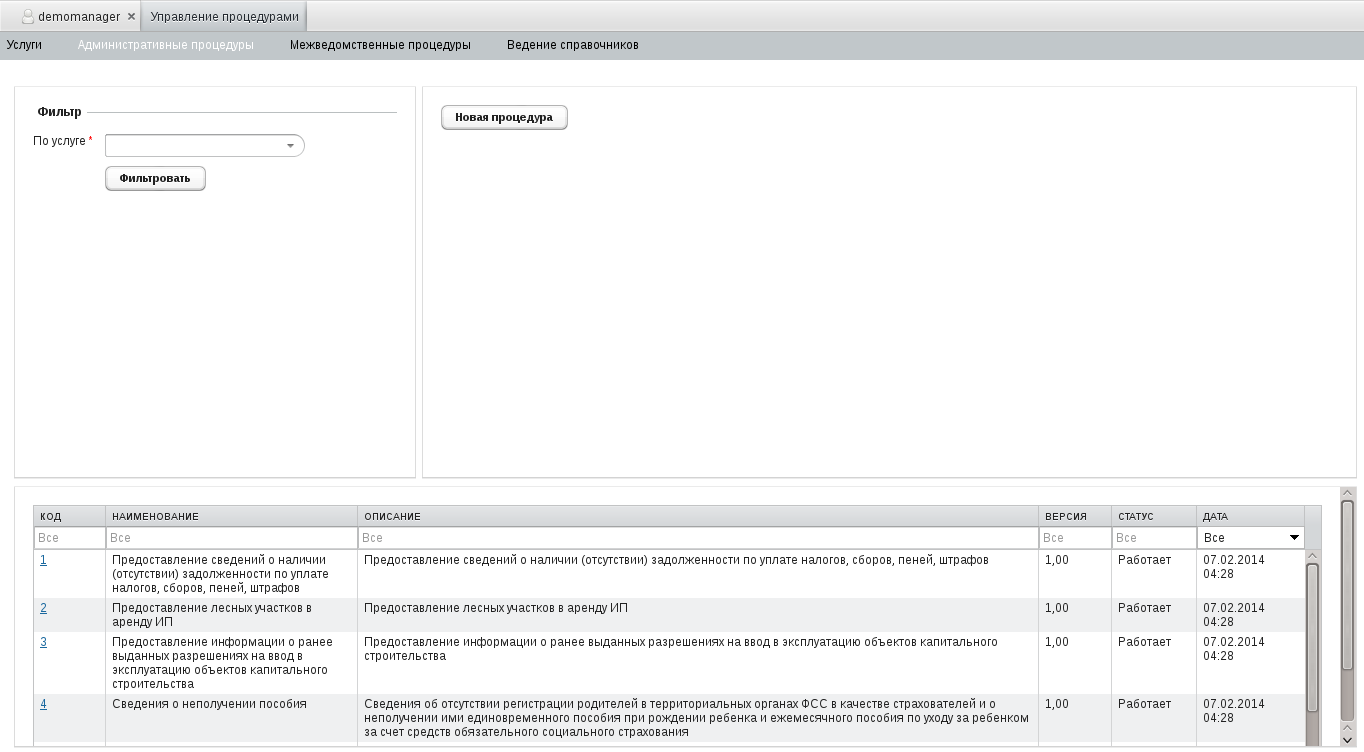 demomanager × Управление процедурами
Услуги Административные процедуры Межведомственные процедуры Ведение справочников
Фильтр
По услуге *
Фильтровать
Новая процедура
КОД НАИМЕНОВАНИЕ ОПИСАНИЕ ВЕРСИЯ СТАТУС ДАТА
Все Все Все Все Все Все
1 Предоставление сведений о наличии Предоставление сведений о наличии (отсутствии) задолженности по уплате налогов, сборов, пеней, штрафов 1,00 Работает 07.02.2014
(отсутствии) задолженности по уплате 04:28
налогов, сборов, пеней, штрафов
2 Предоставление лесных участков в Предоставление лесных участков в аренду ИП 1,00 Работает 07.02.2014
аренду ИП 04:28
3 Предоставление информации о ранее Предоставление информации о ранее выданных разрешениях на ввод в эксплуатацию объектов капитального 1,00 Работает 07.02.2014
выданных разрешениях на ввод в строительства 04:28
эксплуатацию объектов капитального
строительства
4 Сведения о неполучении пособия Сведения об отсутствии регистрации родителей в территориальных органах ФСС в качестве страхователей и о 1,00 Работает 07.02.2014
неполучении ими единовременного пособия при рождении ребенка и ежемесячного пособия по уходу за ребенком 04:28
за счет средств обязательного социального страхования